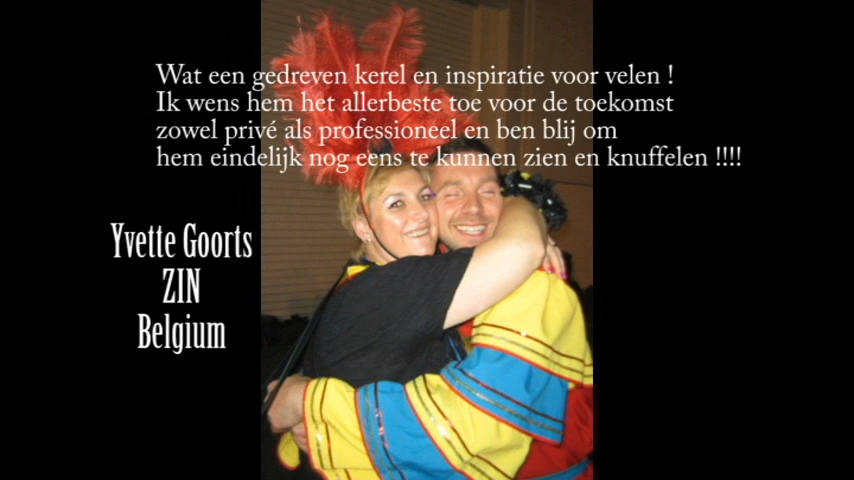 Wat een gedreven kerel en inspiratie voor velen !
Ik wens hem het allerbeste toe voor de toekomst
zowel privé als professioneel en ben blij om
hem eindelijk nog eens te kunnen zien en knuffelen !!!!
Yvette Goorts
ZIN
Belgium